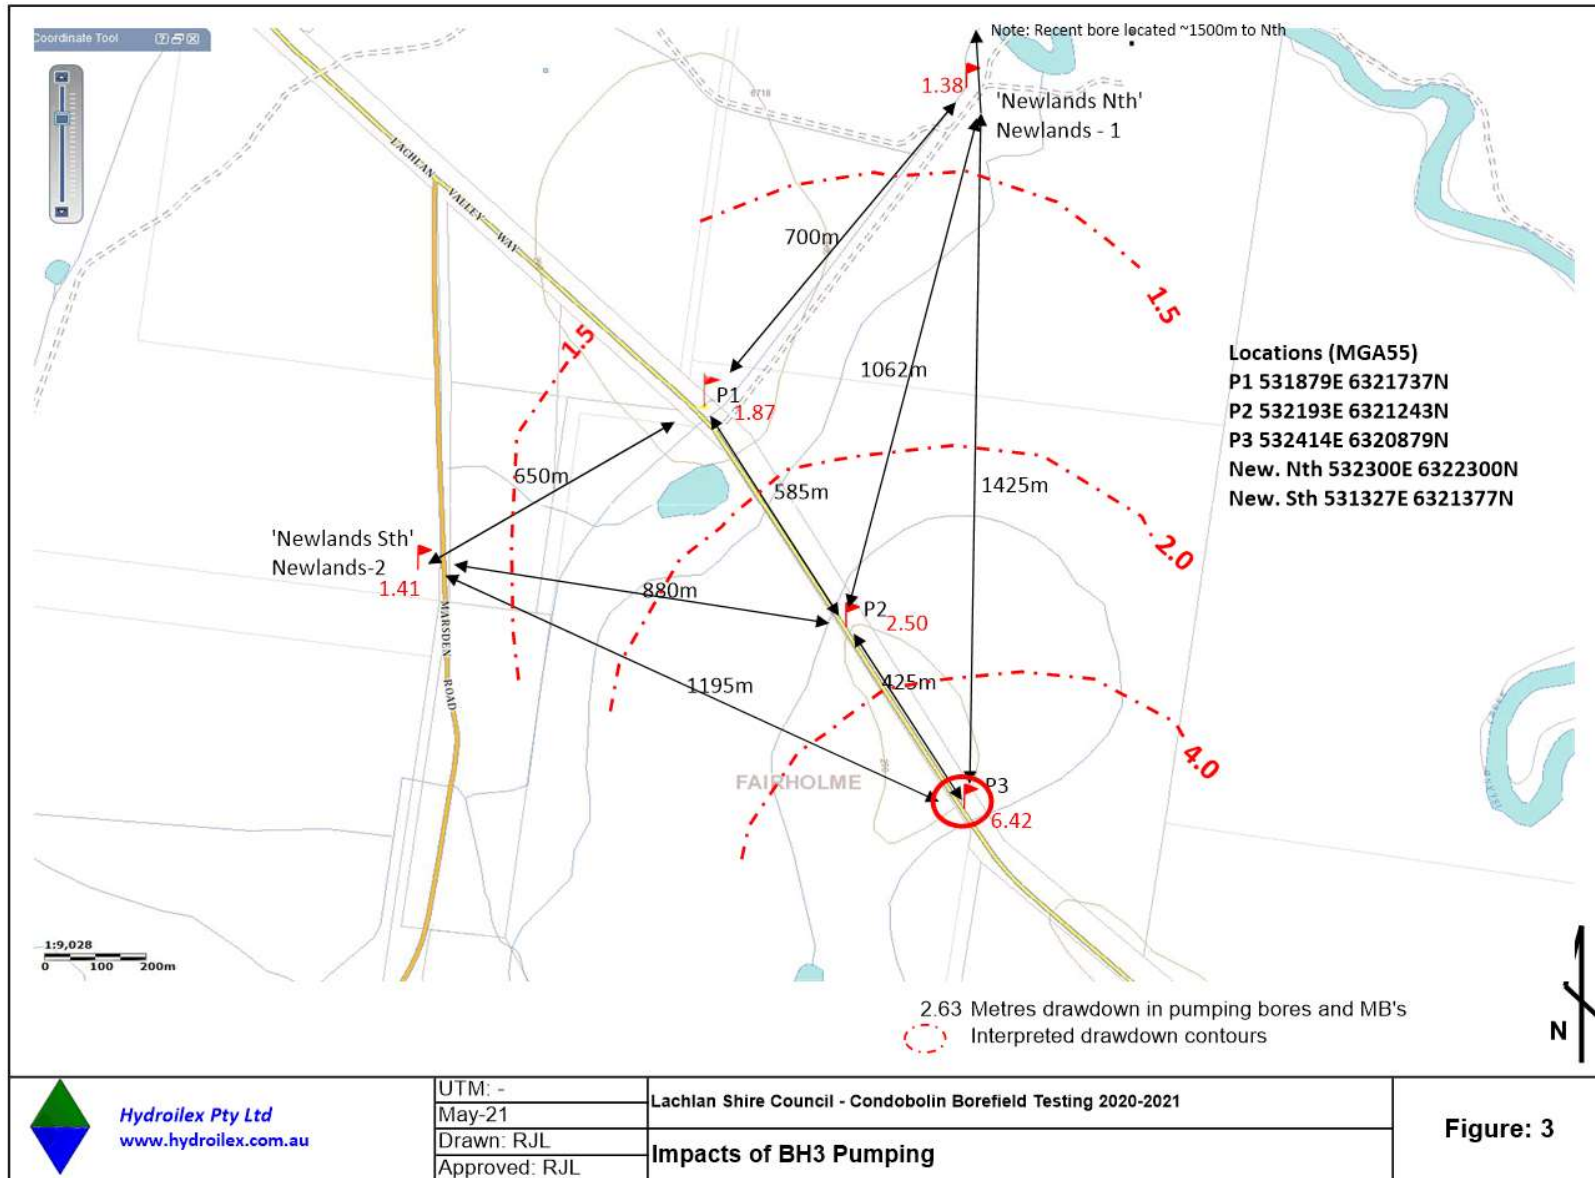 Coordinate Tool
Note: Recent bore located ~1500m to Nth
1.38
'Newlands Nth'
Newlands - 1
6718
LACHLAN VALLEY WAY
700m
1.5
1.5
1062m
Locations (MGA55)
P1 531879E 6321737N
P2 532193E 6321243N
P3 532414E 6320879N
New. Nth 532300E 6322300N
New. Sth 531327E 6321377N
P1
1.87
650m
585m
1425m
2.0
'Newlands Sth'
Newlands-2
1.41
880m
P2
2.50
MARSDEN ROAD
1195m
425m
4.0
FAIRHOLME
250
P3
6.42
CREEK
1:9,028
0 100 200m
2.63 Metres drawdown in pumping bores and MB's
Interpreted drawdown contours
N
Hydroilex Pty Ltd
www.hydroilex.com.au
UTM: -
May-21
Drawn: RJL
Approved: RJL
Lachlan Shire Council - Condobolin Borefield Testing 2020-2021
Impacts of BH3 Pumping
Figure: 3